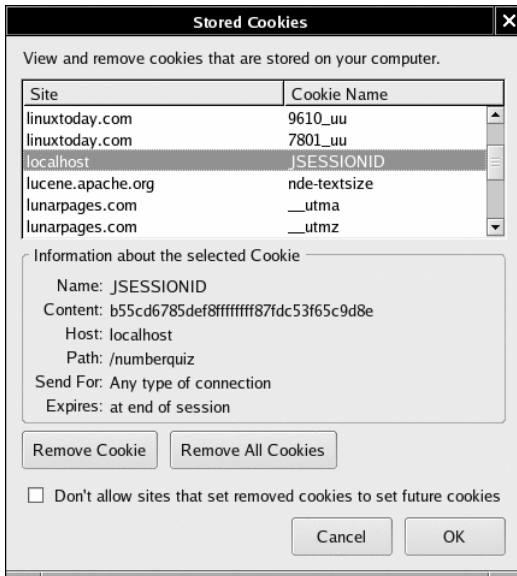 Stored Cookies
View and remove cookies that are stored on your computer.
Site Cookie Name
linuxtoday.com 9610_uu
linuxtoday.com 7801_uu
localhost JSESSIONID
lucene.apache.org nde-textsize
lunarpages.com __utma
lunarpages.com __utmz
Information about the selected Cookie
Name: JSESSIONID
Content: b55cd6785def8ffffffff87fdc53f65c9d8e
Host: localhost
Path: /numberquiz
Send For: Any type of connection
Expires: at end of session
Remove Cookie Remove All Cookies
Don't allow sites that set removed cookies to set future cookies
Cancel OK